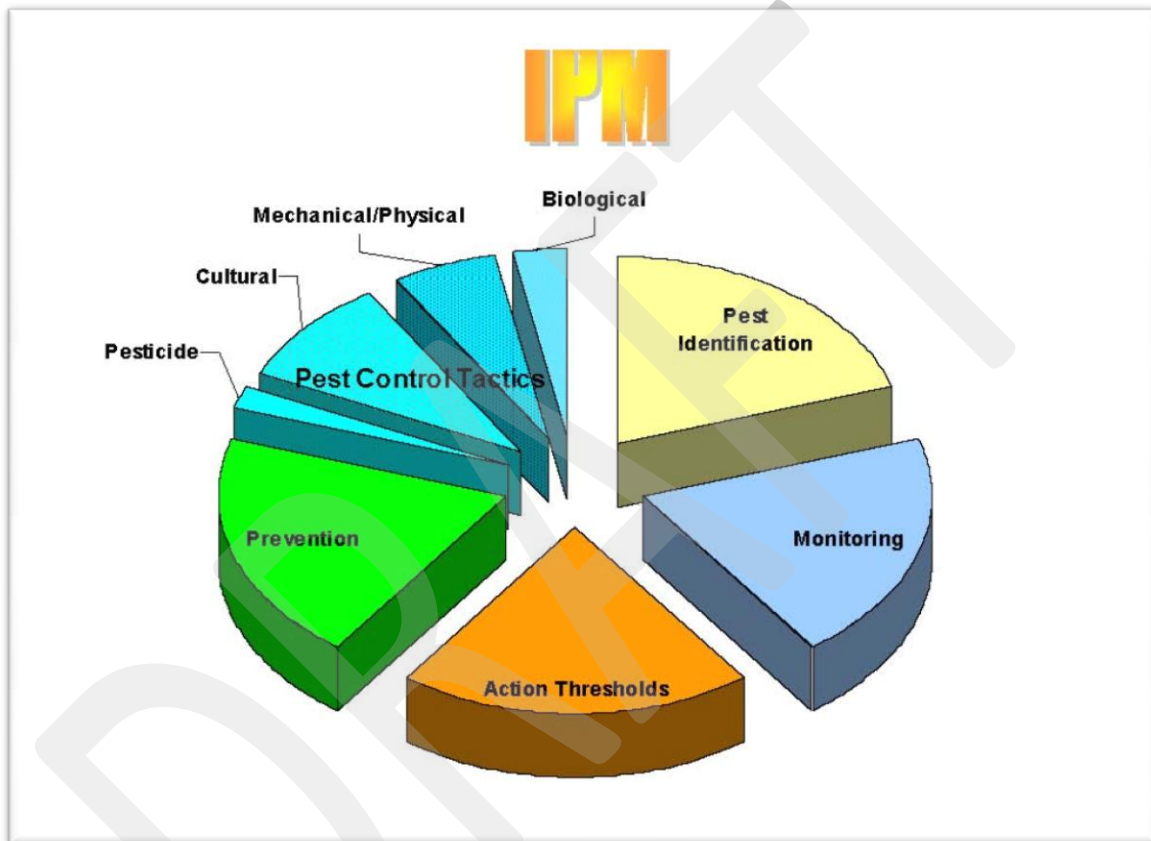 IPM
Biological
Mechanical/Physical
Cultural
Pesticide
Pest Control Tactics
Pest
Identification
Prevention
Monitoring
Action Thresholds
DRAFT